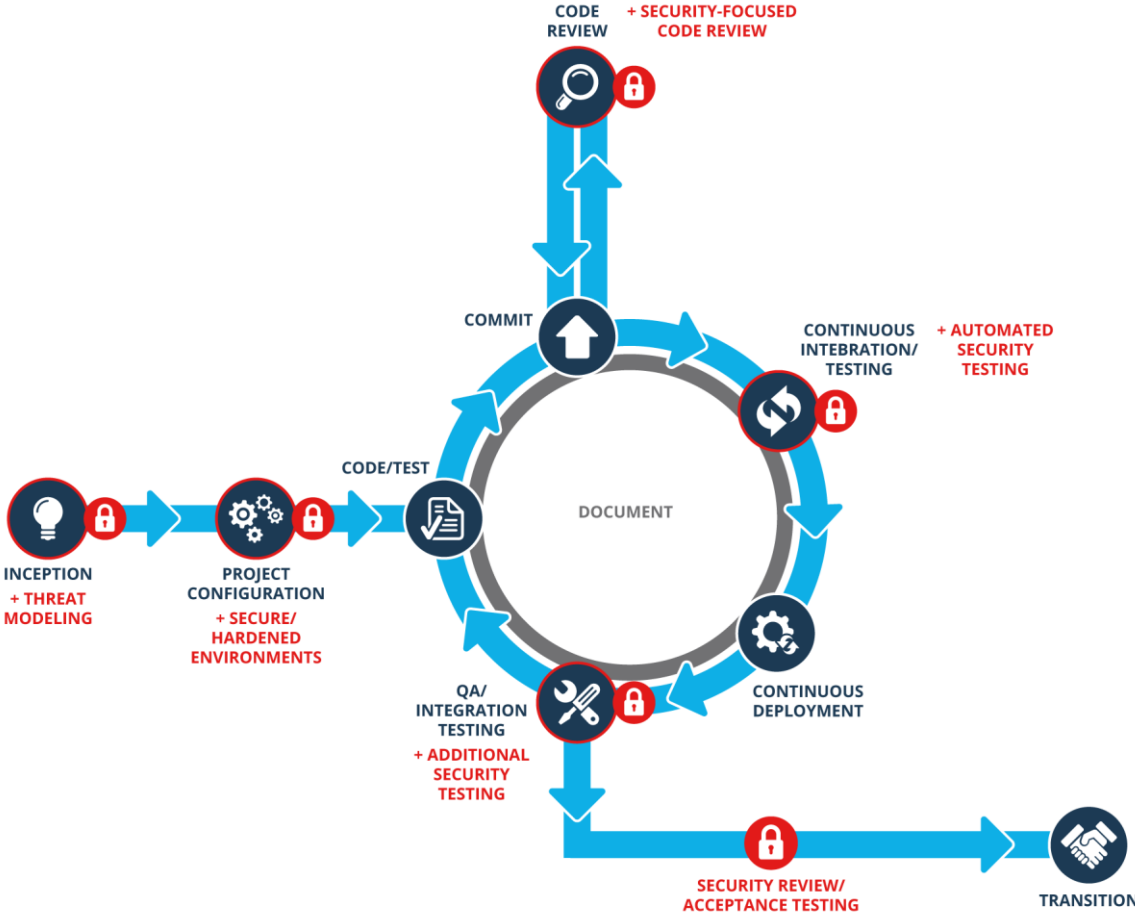 CODE
REVIEW
+ SECURITY-FOCUSED
CODE REVIEW
COMMIT
CONTINUOUS
INTEBRATION/
TESTING
+ AUTOMATED
SECURITY
TESTING
CODE/TEST
DOCUMENT
INCEPTION
+ THREAT
MODELING
PROJECT
CONFIGURATION
+ SECURE/
HARDENED
ENVIRONMENTS
QA/
INTEGRATION
TESTING
+ ADDITIONAL
SECURITY
TESTING
CONTINUOUS
DEPLOYMENT
SECURITY REVIEW/
ACCEPTANCE TESTING
TRANSITION